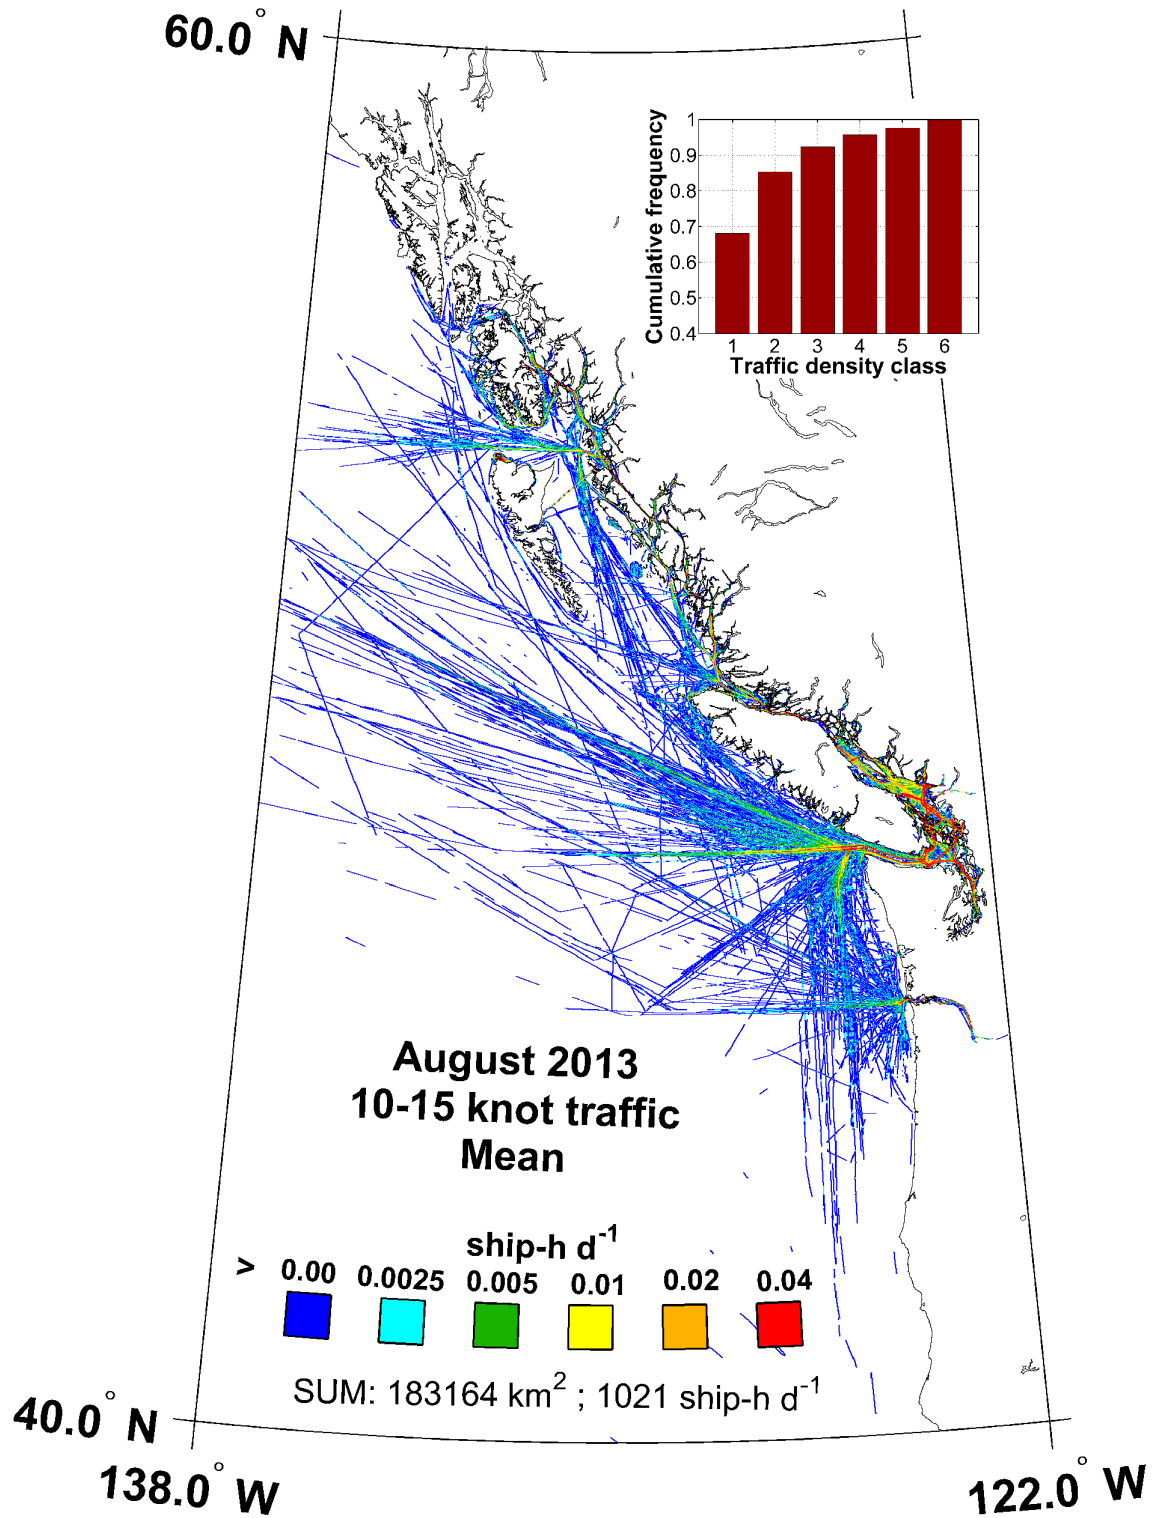 60.0° N
Cumulative frequency
1
0.9
0.8
0.7
0.6
0.5
0.4
1 2 3 4 5 6
Traffic density class
August 2013
10-15 knot traffic
Mean
ship-h d⁻¹
> 0.00 0.0025 0.005 0.01 0.02 0.04
SUM: 183164 km² ; 1021 ship-h d⁻¹
40.0° N
138.0° W
122.0° W